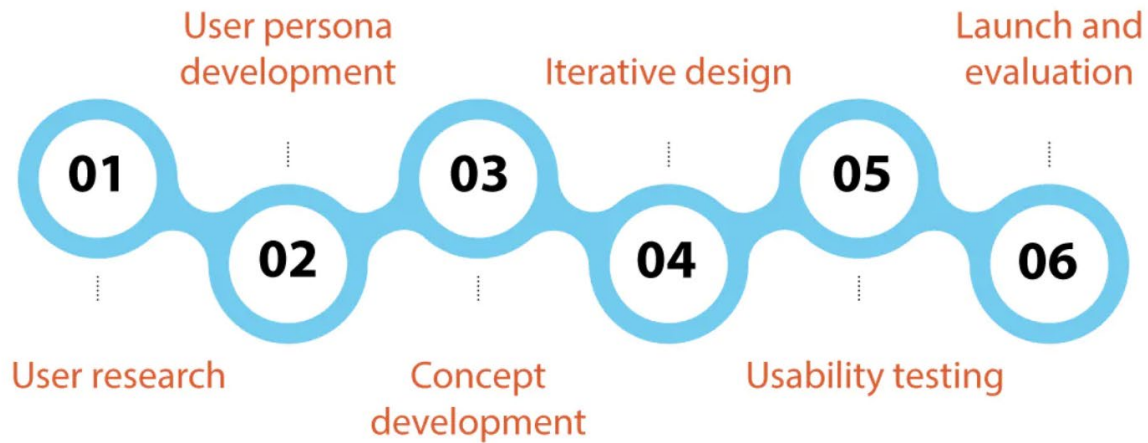 01
User research
User persona
development
02
03
Concept
development
Iterative design
04
05
Usability testing
Launch and
evaluation
06